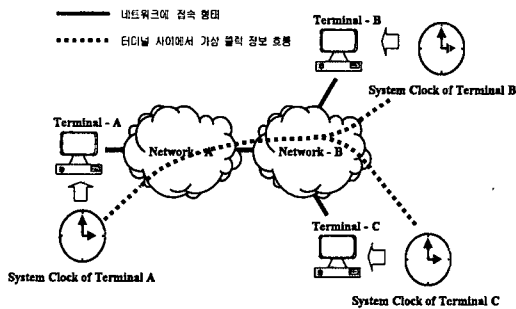 네트워크에 접속 형태
터미널 사이에서 가상 클럭 정보 흐름
Terminal - B
System Clock of Terminal B
Terminal - A
Network - A
Network - B
System Clock of Terminal A
Terminal - C
System Clock of Terminal C